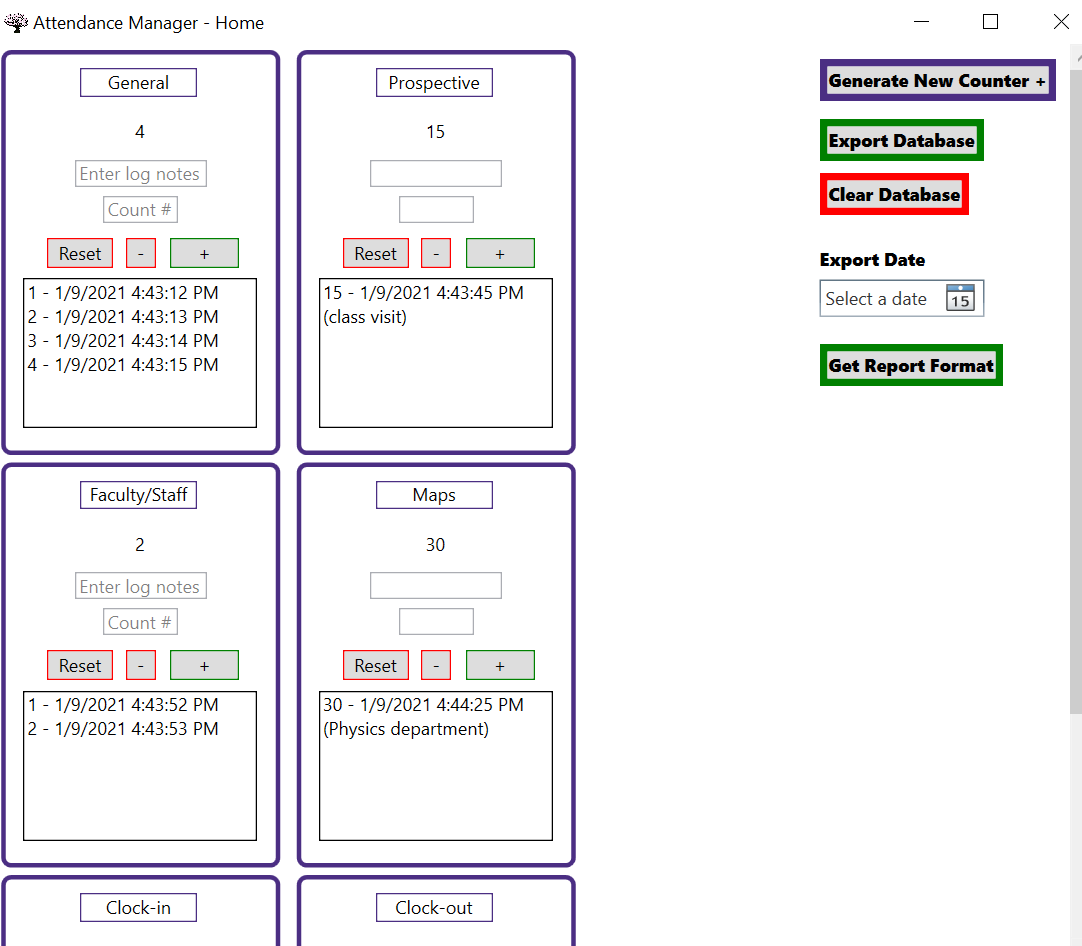 Attendance Manager - Home
General
4
Enter log notes
Count #
Reset - +
1 - 1/9/2021 4:43:12 PM
2 - 1/9/2021 4:43:13 PM
3 - 1/9/2021 4:43:14 PM
4 - 1/9/2021 4:43:15 PM
Prospective
15
Reset - +
15 - 1/9/2021 4:43:45 PM
(class visit)
Faculty/Staff
2
Enter log notes
Count #
Reset - +
1 - 1/9/2021 4:43:52 PM
2 - 1/9/2021 4:43:53 PM
Maps
30
Reset - +
30 - 1/9/2021 4:44:25 PM
(Physics department)
Clock-in
Clock-out
Generate New Counter +
Export Database
Clear Database
Export Date
Select a date 15
Get Report Format